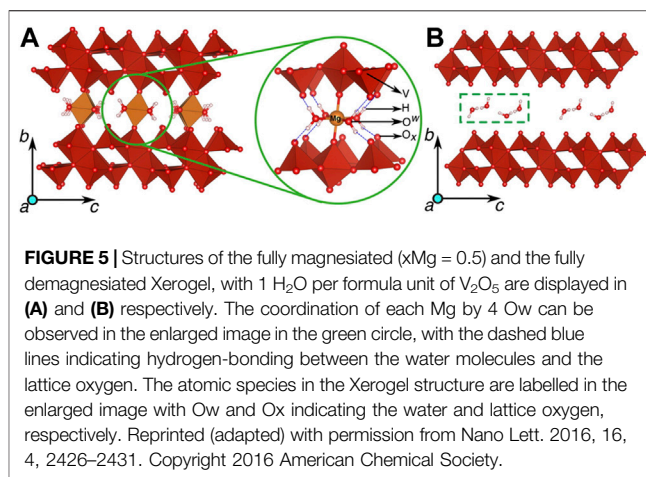 A
B
V
H
Oʷ
Oₓ
Mg
b
a
c
b
a
c
FIGURE 5 | Structures of the fully magnesiated (xMg = 0.5) and the fully
demagnesiated Xerogel, with 1 H₂O per formula unit of V₂O₅ are displayed in
(A) and (B) respectively. The coordination of each Mg by 4 Ow can be
observed in the enlarged image in the green circle, with the dashed blue
lines indicating hydrogen-bonding between the water molecules and the
lattice oxygen. The atomic species in the Xerogel structure are labelled in the
enlarged image with Ow and Ox indicating the water and lattice oxygen,
respectively. Reprinted (adapted) with permission from Nano Lett. 2016, 16,
4, 2426–2431. Copyright 2016 American Chemical Society.